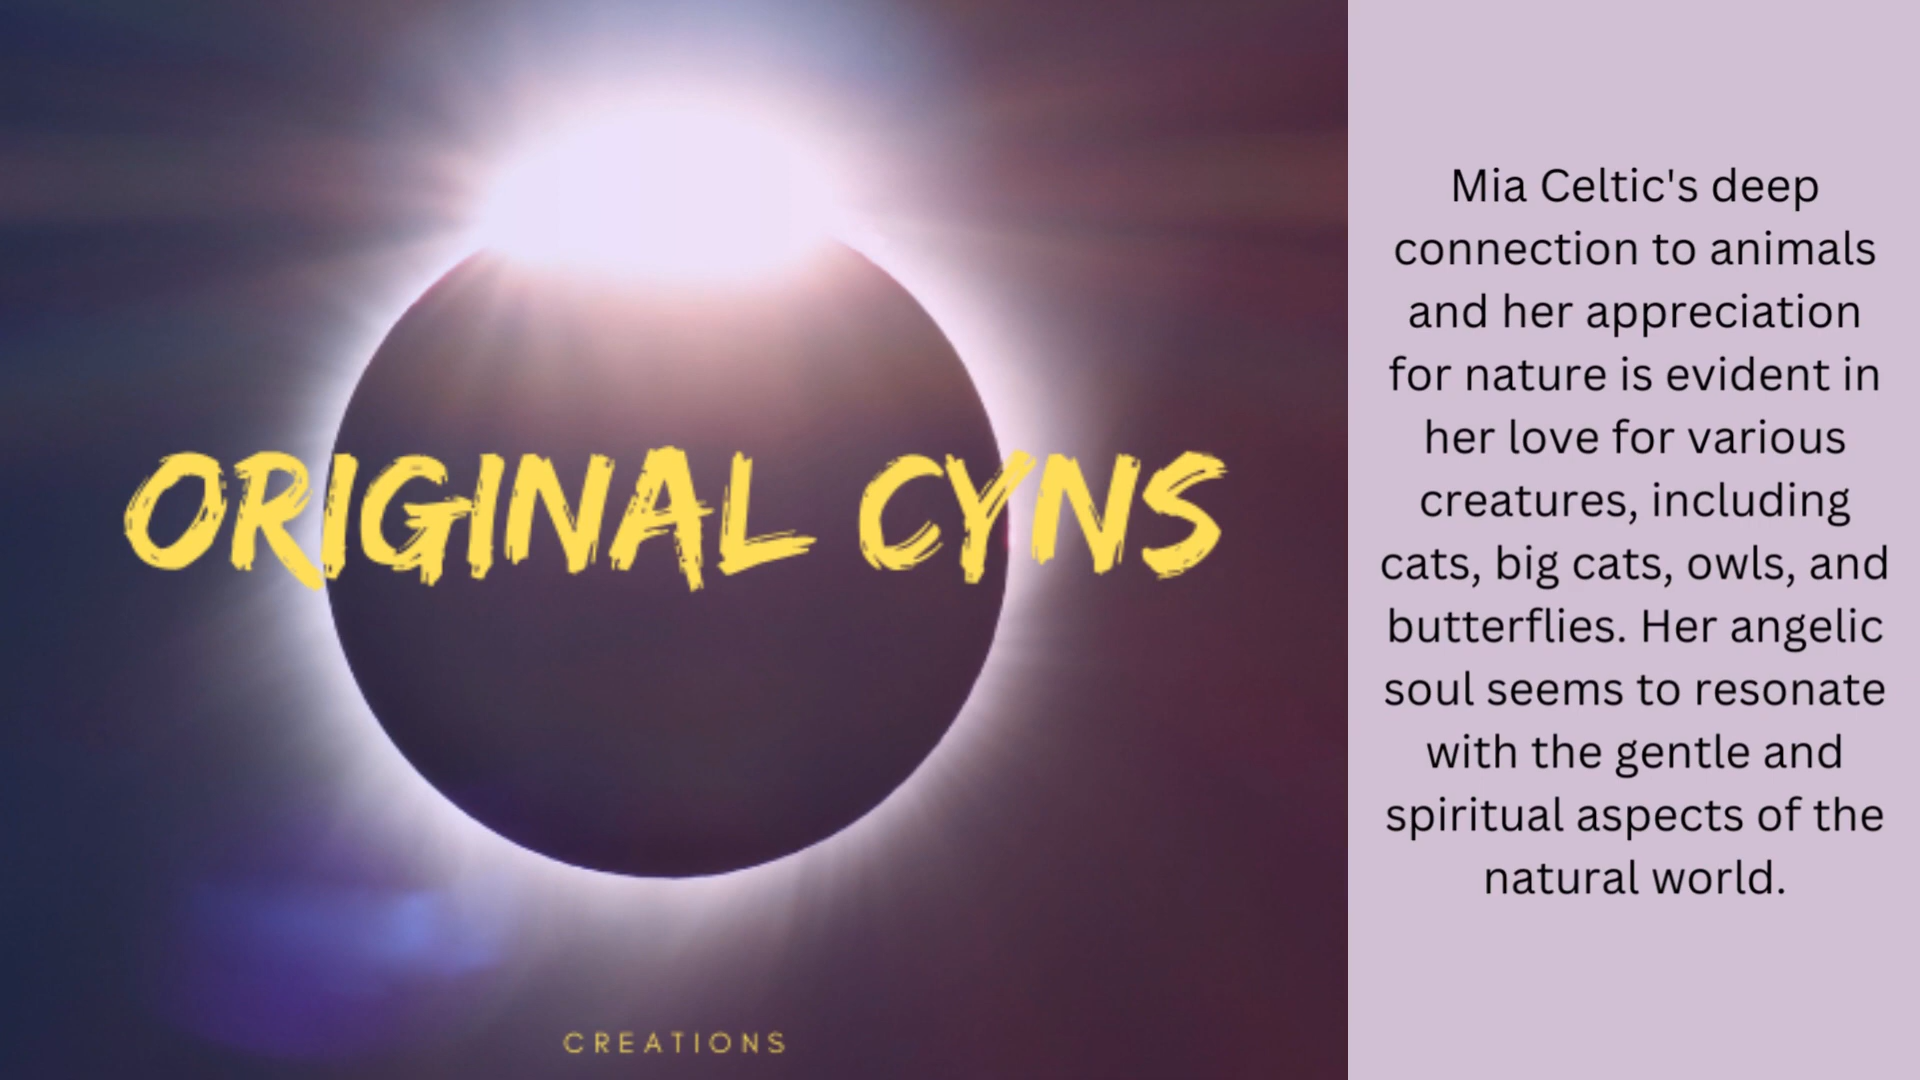 ORIGINAL CYNS
CREATIONS
Mia Celtic's deep
connection to animals
and her appreciation
for nature is evident in
her love for various
creatures, including
cats, big cats, owls, and
butterflies. Her angelic
soul seems to resonate
with the gentle and
spiritual aspects of the
natural world.